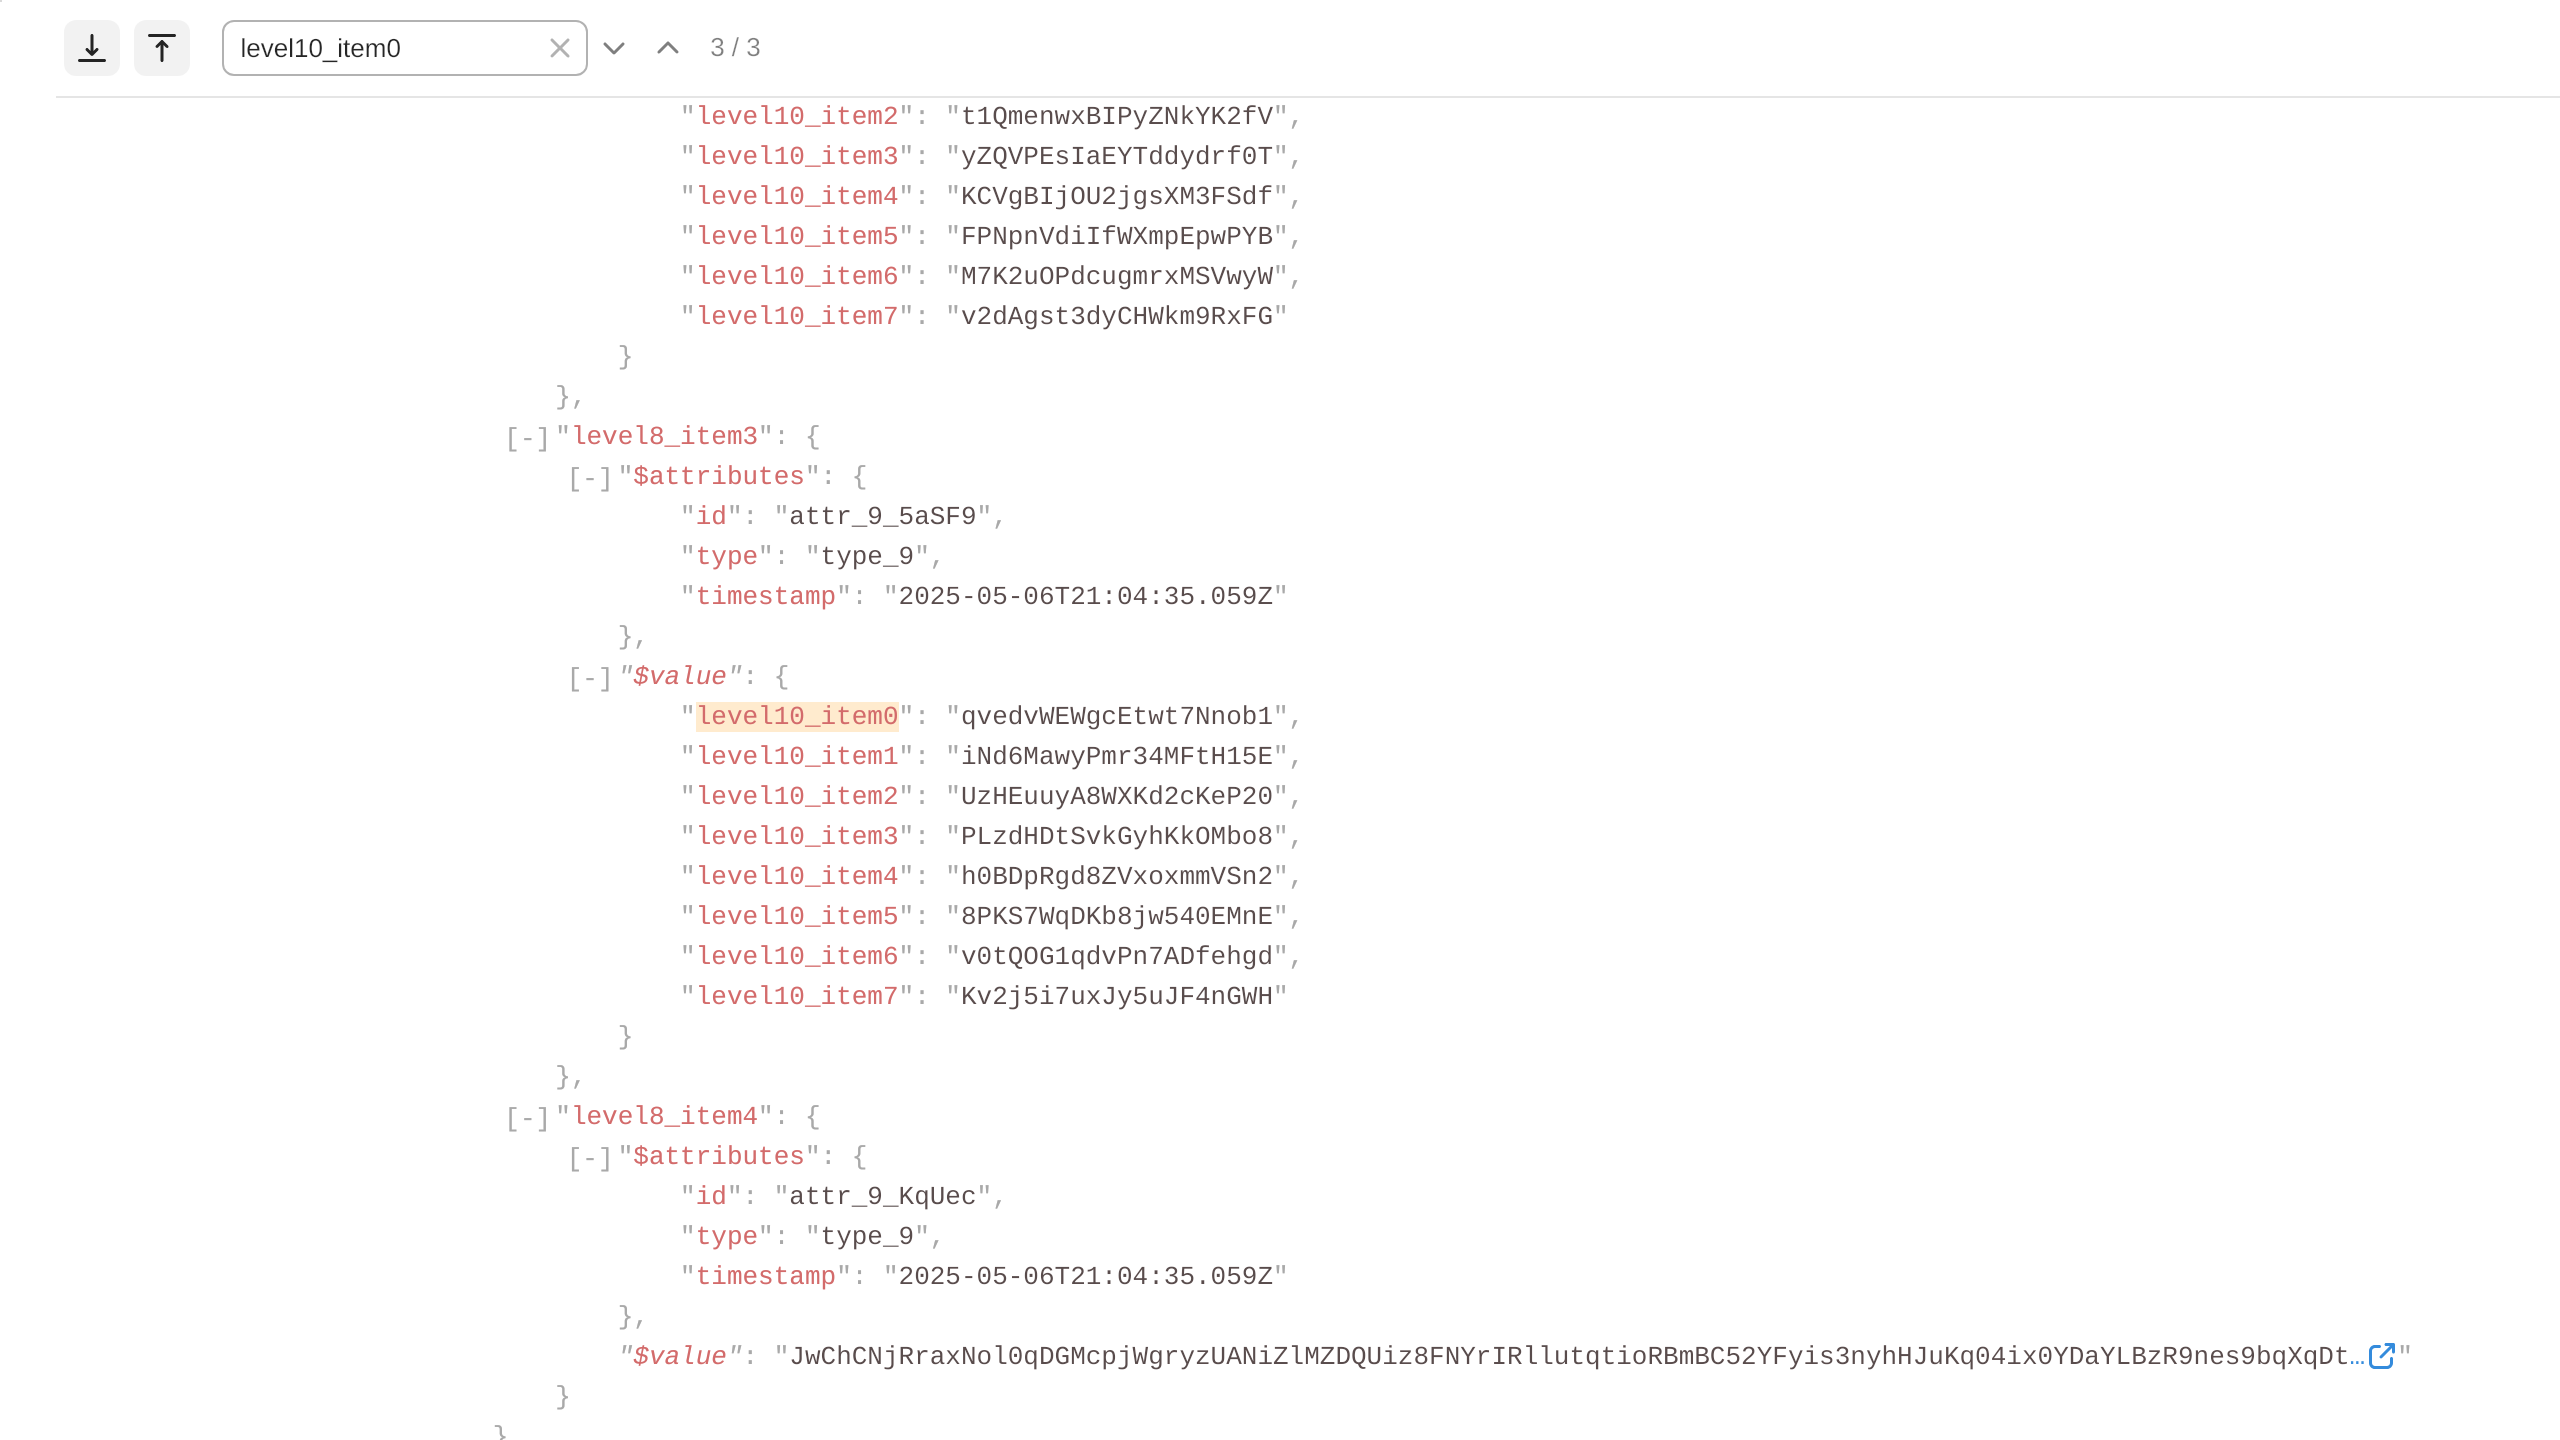 level10_item0 3 / 3
"level10_item2": "t1QmenwxBIPyZNkYK2fV",
"level10_item3": "yZQVPEsIaEYTddydrf0T",
"level10_item4": "KCVgBIjOU2jgsXM3FSdf",
"level10_item5": "FPNpnVdiIfWXmpEpwPYB",
"level10_item6": "M7K2uOPdcugmrxMSVwyW",
"level10_item7": "v2dAgst3dyCHWkm9RxFG"
}
},
[-]"level8_item3": {
[-]"$attributes": {
"id": "attr_9_5aSF9",
"type": "type_9",
"timestamp": "2025-05-06T21:04:35.059Z"
},
[-]"$value": {
"level10_item0": "qvedvWEWgcEtwt7Nnob1",
"level10_item1": "iNd6MawyPmr34MFtH15E",
"level10_item2": "UzHEuuyA8WXKd2cKeP20",
"level10_item3": "PLzdHDtSvkGyhKkOMbo8",
"level10_item4": "h0BDpRgd8ZVxoxmmVSn2",
"level10_item5": "8PKS7WqDKb8jw540EMnE",
"level10_item6": "v0tQOG1qdvPn7ADfehgd",
"level10_item7": "Kv2j5i7uxJy5uJF4nGWH"
}
},
[-]"level8_item4": {
[-]"$attributes": {
"id": "attr_9_KqUec",
"type": "type_9",
"timestamp": "2025-05-06T21:04:35.059Z"
},
"$value": "JwChCNjRraxNol0qDGMcpjWgryzUANiZlMZDQUiz8FNYrIRllutqtioRBmBC52YFyis3nyhHJuKq04ix0YDaYLBzR9nes9bqXqDt…"
}
}